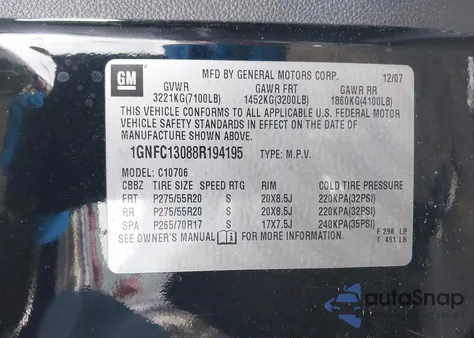 GM
MFD BY GENERAL MOTORS CORP. 12/07
GVWR GAWR FRT GAWR RR
3221KG(7100LB) 1452KG(3200LB) 1860KG(4100LB)
THIS VEHICLE CONFORMS TO ALL APPLICABLE U.S. FEDERAL MOTOR
VEHICLE SAFETY STANDARDS IN EFFECT ON THE DATE OF
MANUFACTURE SHOWN ABOVE.
1GNFC13088R194195 TYPE: M.P.V.
MODEL: C10706
CBBZ TIRE SIZE SPEED RTG RIM COLD TIRE PRESSURE
FRT P275/55R20 S 20X8.5J 220KPA(32PSI)
RR P275/55R20 S 20X8.5J 220KPA(32PSI)
SPA P265/70R17 S 17X7.5J 240KPA(35PSI)
SEE OWNER'S MANUAL FOR MORE INFORMATION
F 298 LB
T 491 LB
autoSnap